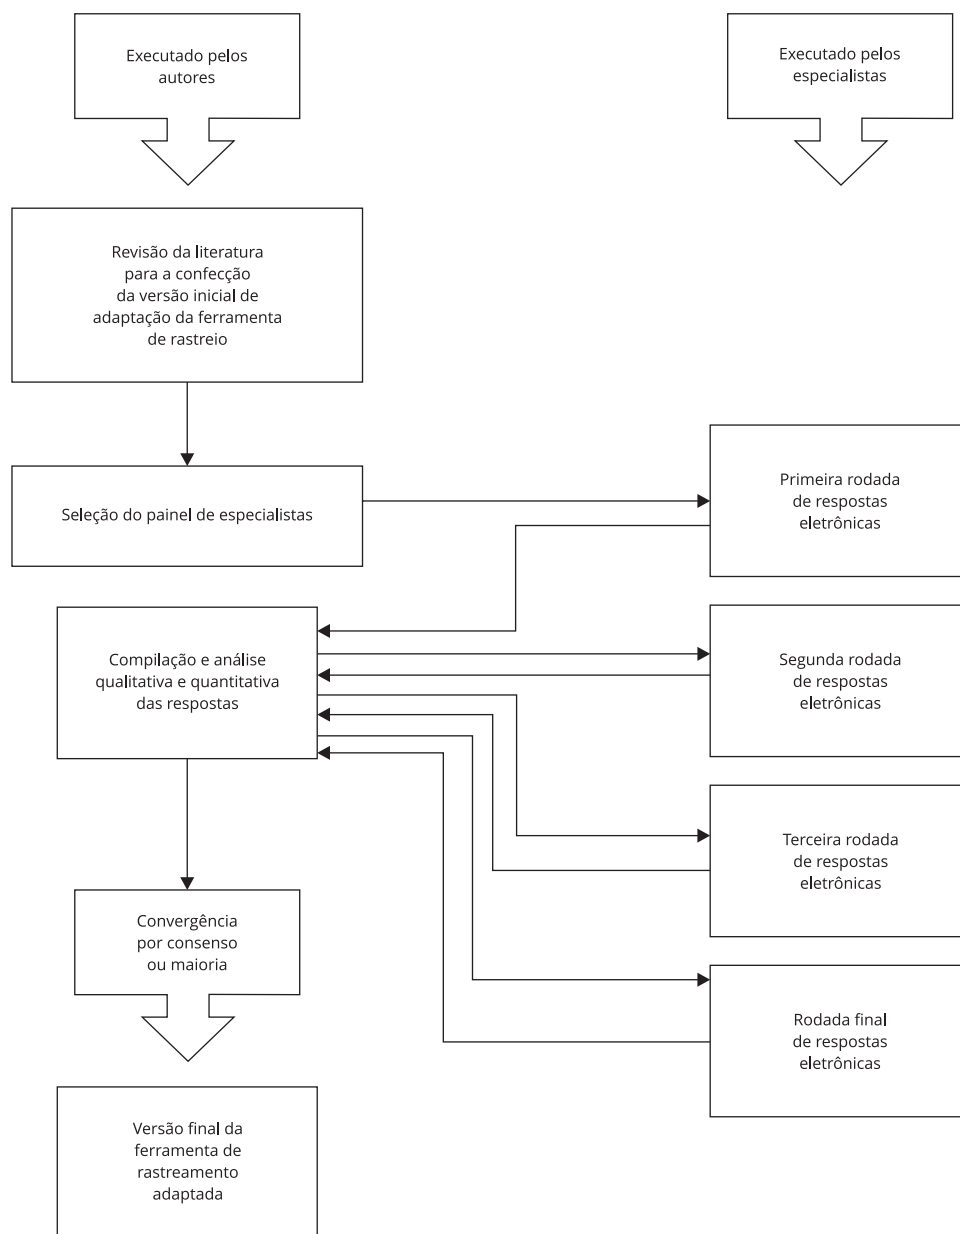 Executado pelos
autores
Executado pelos
especialistas
Revisão da literatura
para a confecção
da versão inicial de
adaptação da ferramenta
de rastreio
Seleção do painel de especialistas
Primeira rodada
de respostas
eletrônicas
Compilação e análise
qualitativa e quantitativa
das respostas
Segunda rodada
de respostas
eletrônicas
Terceira rodada
de respostas
eletrônicas
Convergência
por consenso
ou maioria
Rodada final
de respostas
eletrônicas
Versão final da
ferramenta de
rastreamento
adaptada